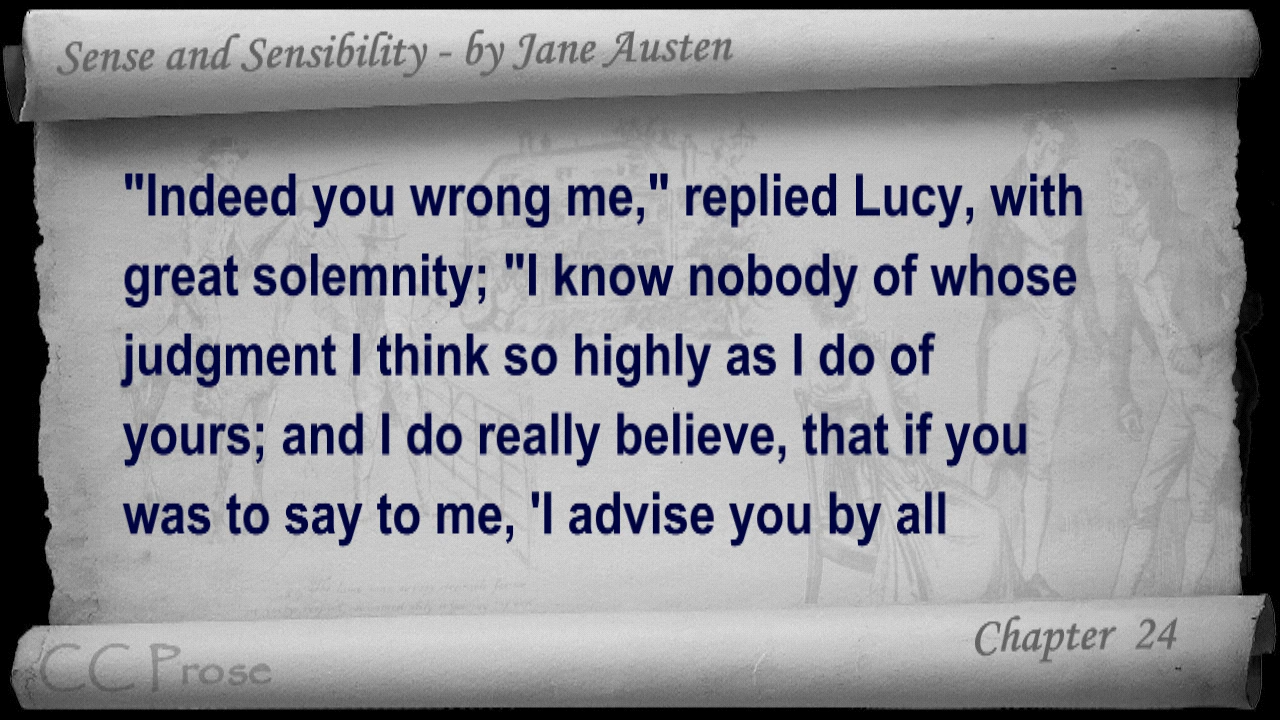 Sense and Sensibility - by Jane Austen
"Indeed you wrong me," replied Lucy, with
great solemnity; "I know nobody of whose
judgment I think so highly as I do of
yours; and I do really believe, that if you
was to say to me, 'I advise you by all
Chapter 24
CC Prose